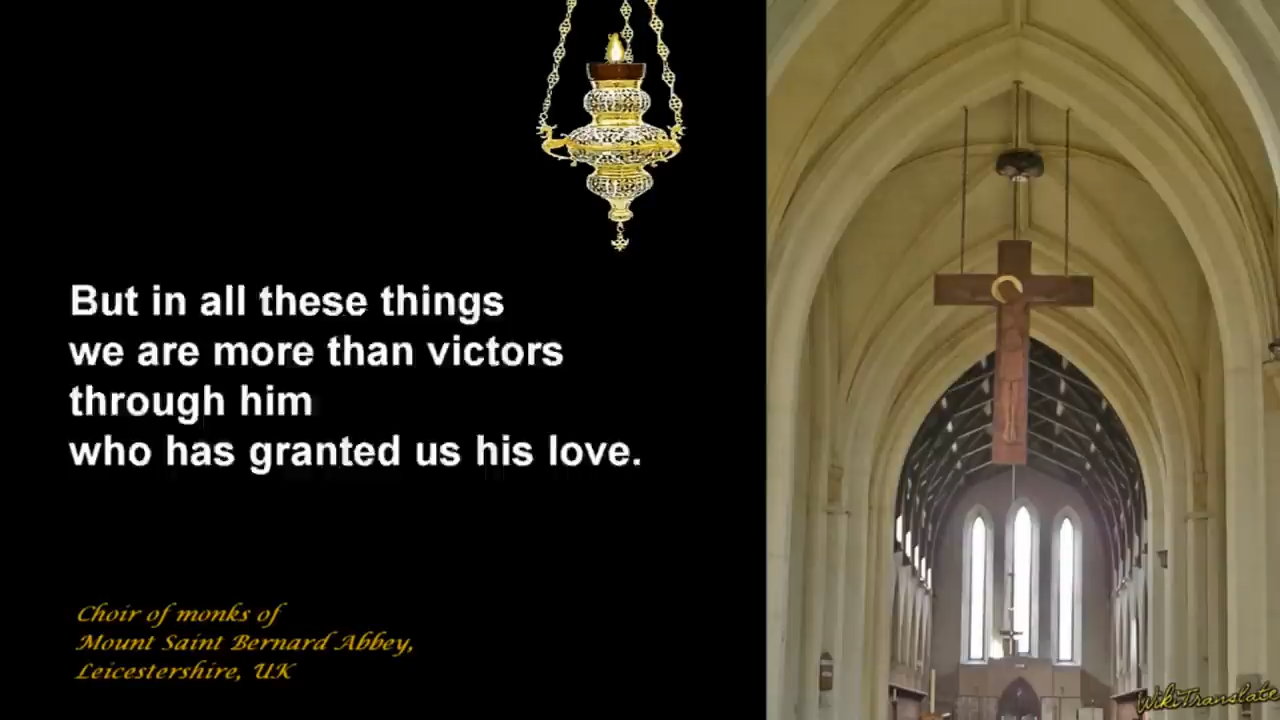 But in all these things
we are more than victors
through him
who has granted us his love.
Choir of monks of
Mount Saint Bernard Abbey,
Leicestershire, UK
WikiTranslate